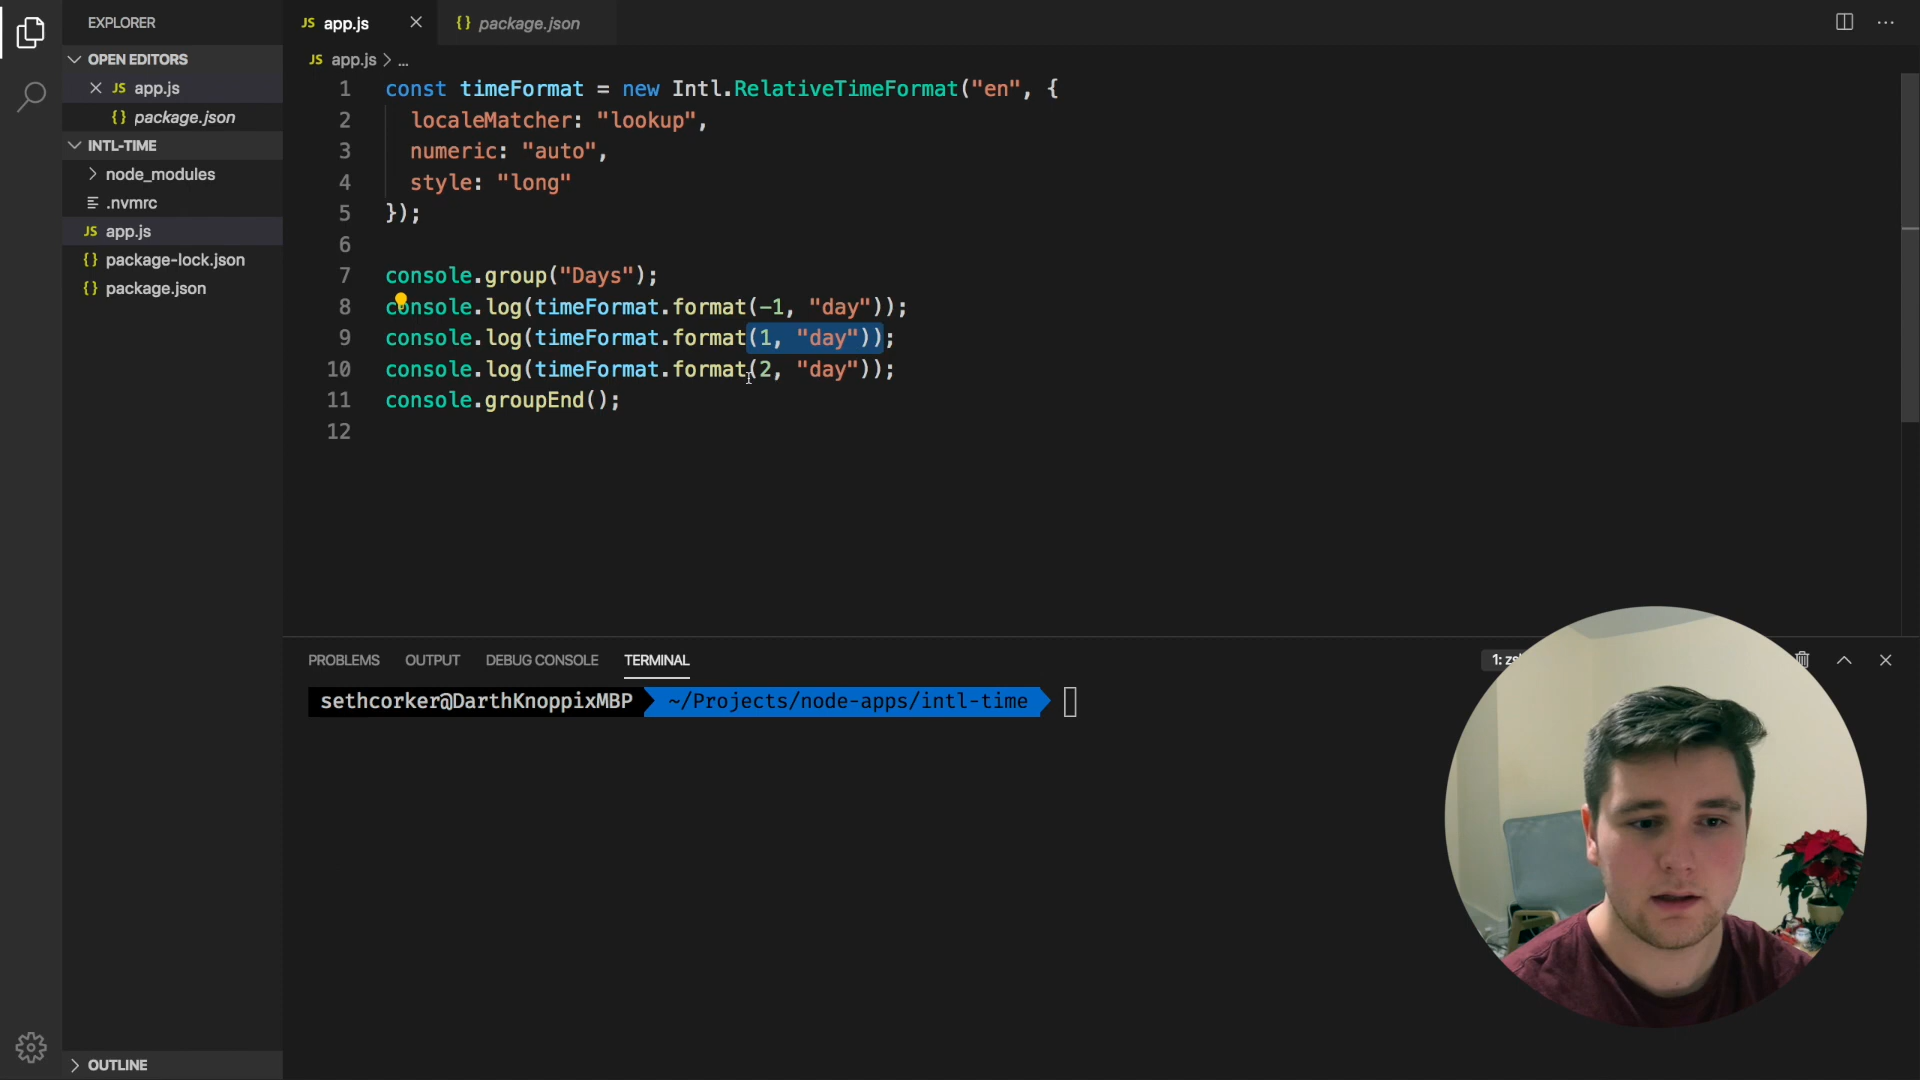 EXPLORER
OPEN EDITORS
JS app.js
{} package.json
INTL-TIME
node_modules
.nvmrc
JS app.js
{} package-lock.json
{} package.json
OUTLINE
JS app.js
{} package.json
JS app.js > ...
1 const timeFormat = new Intl.RelativeTimeFormat("en", {
2 localeMatcher: "lookup",
3 numeric: "auto",
4 style: "long"
5 });
6
7 console.group("Days");
8 console.log(timeFormat.format(-1, "day"));
9 console.log(timeFormat.format(1, "day"));
10 console.log(timeFormat.format(2, "day"));
11 console.groupEnd();
12
PROBLEMS OUTPUT DEBUG CONSOLE TERMINAL
sethcorker@DarthKnoppixMBP ~/Projects/node-apps/intl-time